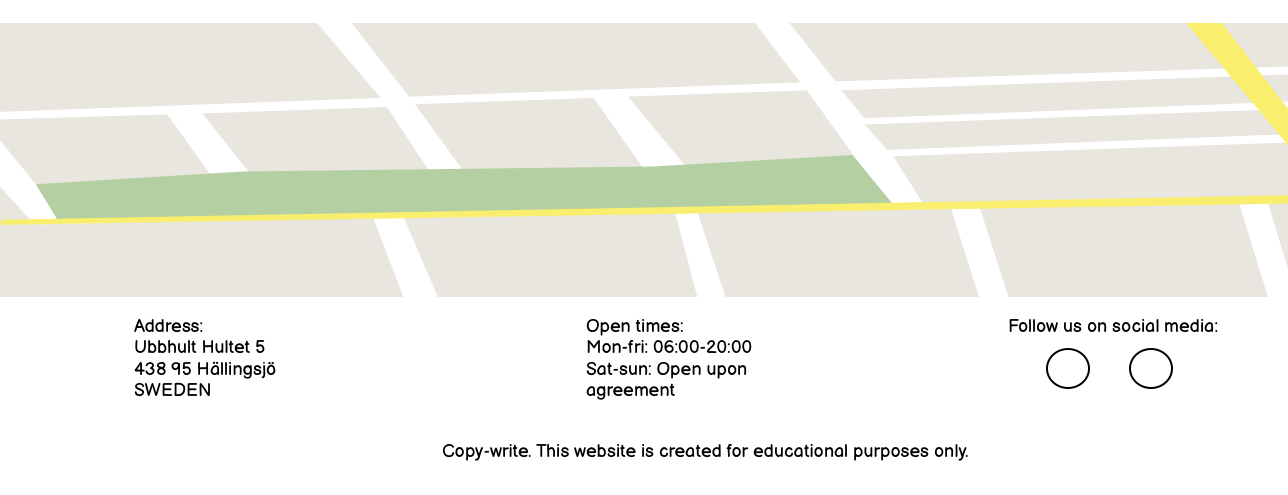 Address:
Ubbhult Hultet 5
438 95 Hällingsjö
SWEDEN
Open times:
Mon-fri: 06:00-20:00
Sat-sun: Open upon
agreement
Follow us on social media:
Copy-write. This website is created for educational purposes only.